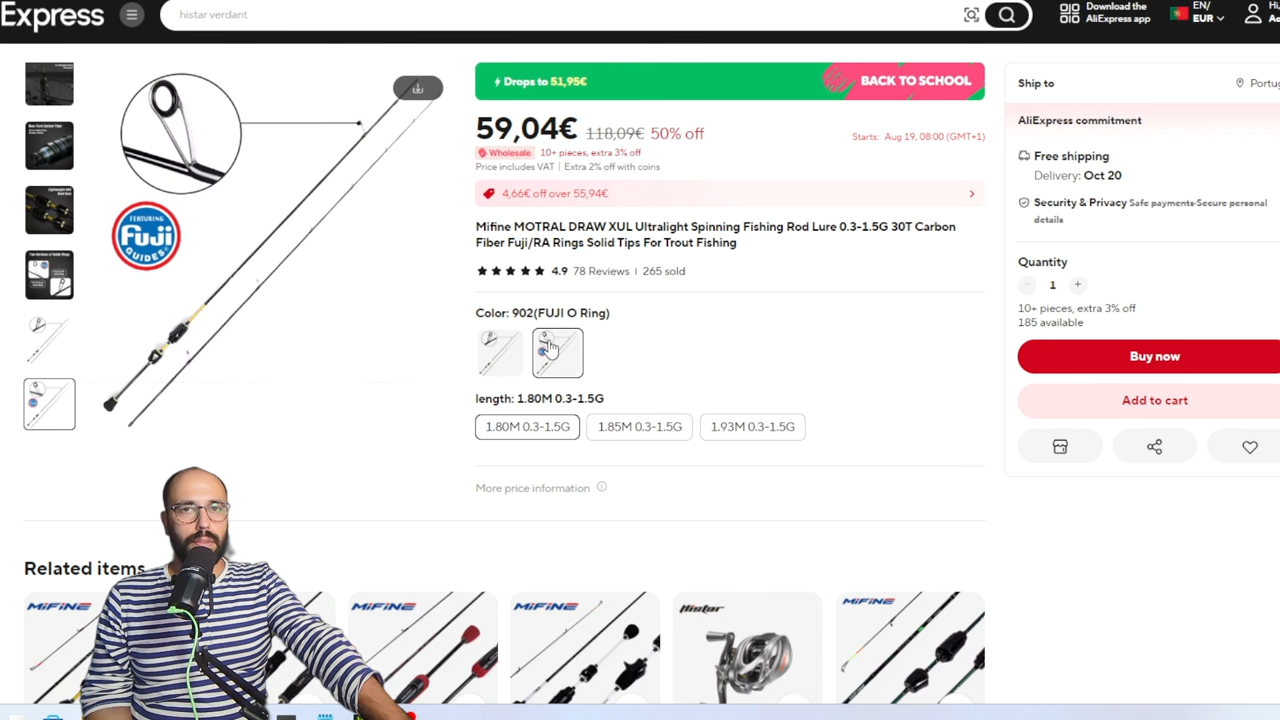 Express
histar verdant
Download the
AliExpress app
EN/
EUR
Hi,
Drops to 51,95€
BACK TO SCHOOL
59,04€ 118,09€ 50% off
Starts: Aug 19, 08:00 (GMT+1)
Wholesale 10+ pieces, extra 3% off
Price includes VAT | Extra 2% off with coins
4,66€ off over 55,94€
Mifine MOTRAL DRAW XUL Ultralight Spinning Fishing Rod Lure 0.3-1.5G 30T Carbon
Fiber Fuji/RA Rings Solid Tips For Trout Fishing
4.9 78 Reviews | 265 sold
FEATURING
Fuji
GUIDES
Color: 902(FUJI O Ring)
length: 1.80M 0.3-1.5G
1.80M 0.3-1.5G 1.85M 0.3-1.5G 1.93M 0.3-1.5G
More price information
Ship to
AliExpress commitment
Free shipping
Delivery: Oct 20
Security & Privacy Safe payments·Secure personal
details
Quantity
1
10+ pieces, extra 3% off
185 available
Buy now
Add to cart
Related items
MiFiNE
MiFiNE
MiFiNE
Histar
MiFiNE